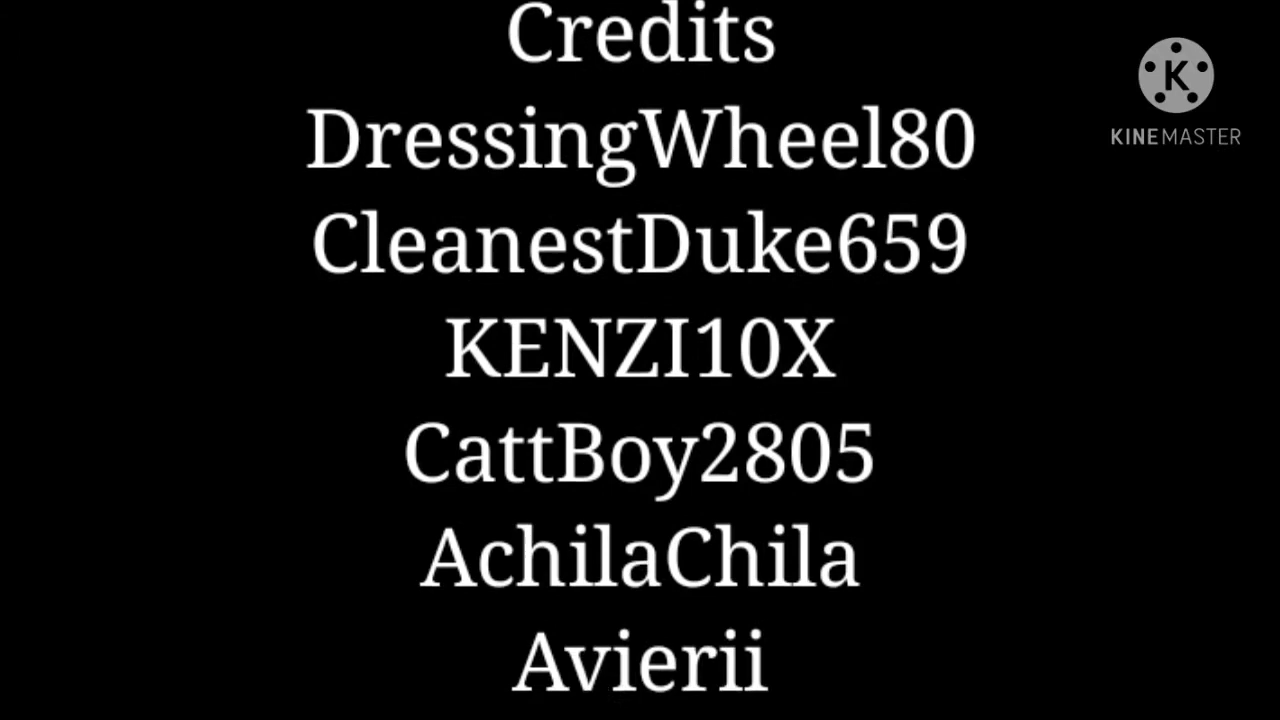 Credits
DressingWheel80
CleanestDuke659
KENZI10X
CattBoy2805
AchilaChila
Avierii
K
KINEMASTER